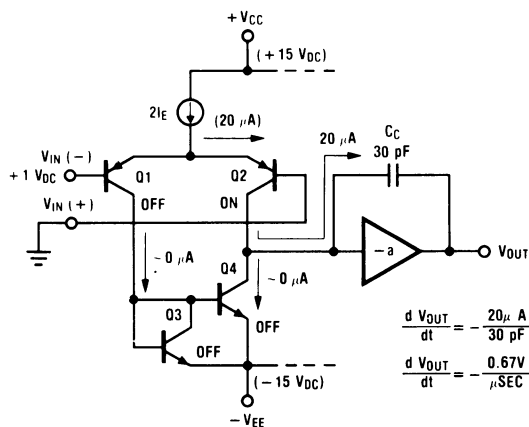 + VCC
(+ 15 VDC)
2IE
(20 μA)
20 μA
CC
30 pF
VIN (–)
+ 1 VDC
Q1
Q2
OFF
ON
VIN (+)
~ 0 μA
Q4
~ 0 μA
– a
VOUT
Q3
OFF
OFF
(– 15 VDC)
– VEE
d VOUT
dt
= –
20μ A
30 pF
d VOUT
dt
= –
0.67V
μSEC